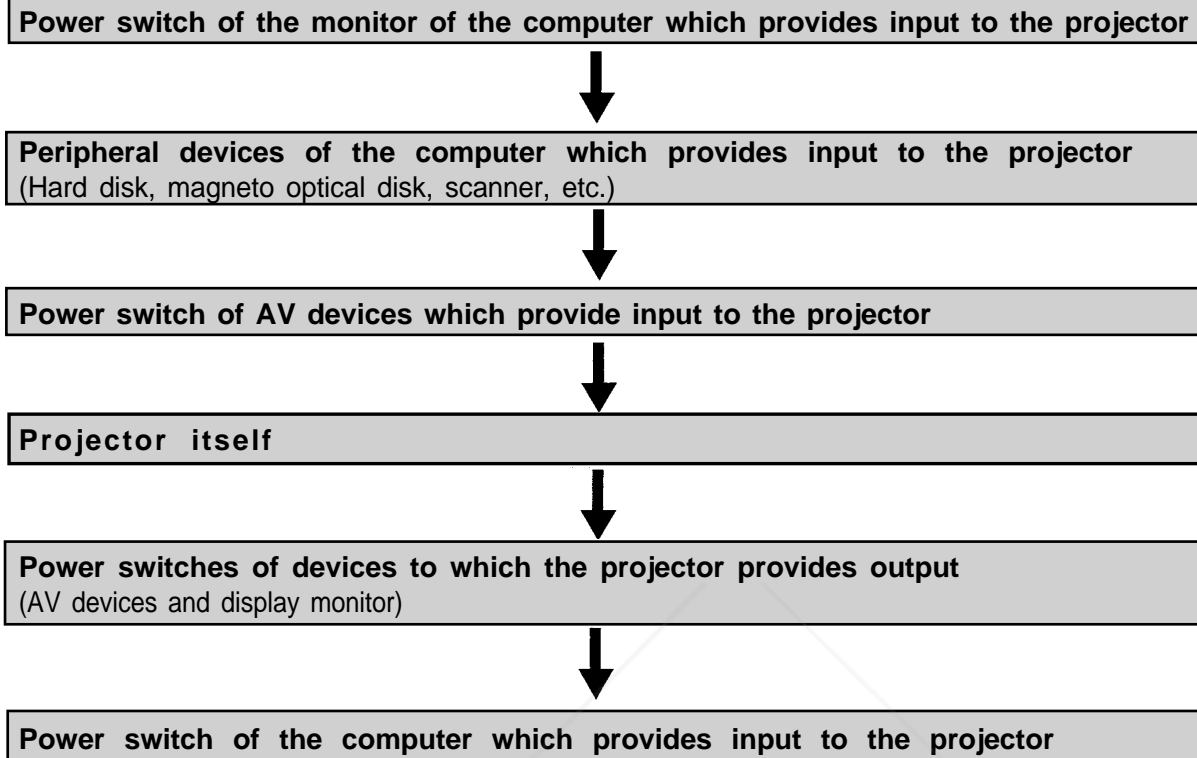 Power switch of the monitor of the computer which provides input to the projector
Peripheral devices of the computer which provides input to the projector
(Hard disk, magneto optical disk, scanner, etc.)
Power switch of AV devices which provide input to the projector
Projector itself
Power switches of devices to which the projector provides output
(AV devices and display monitor)
Power switch of the computer which provides input to the projector